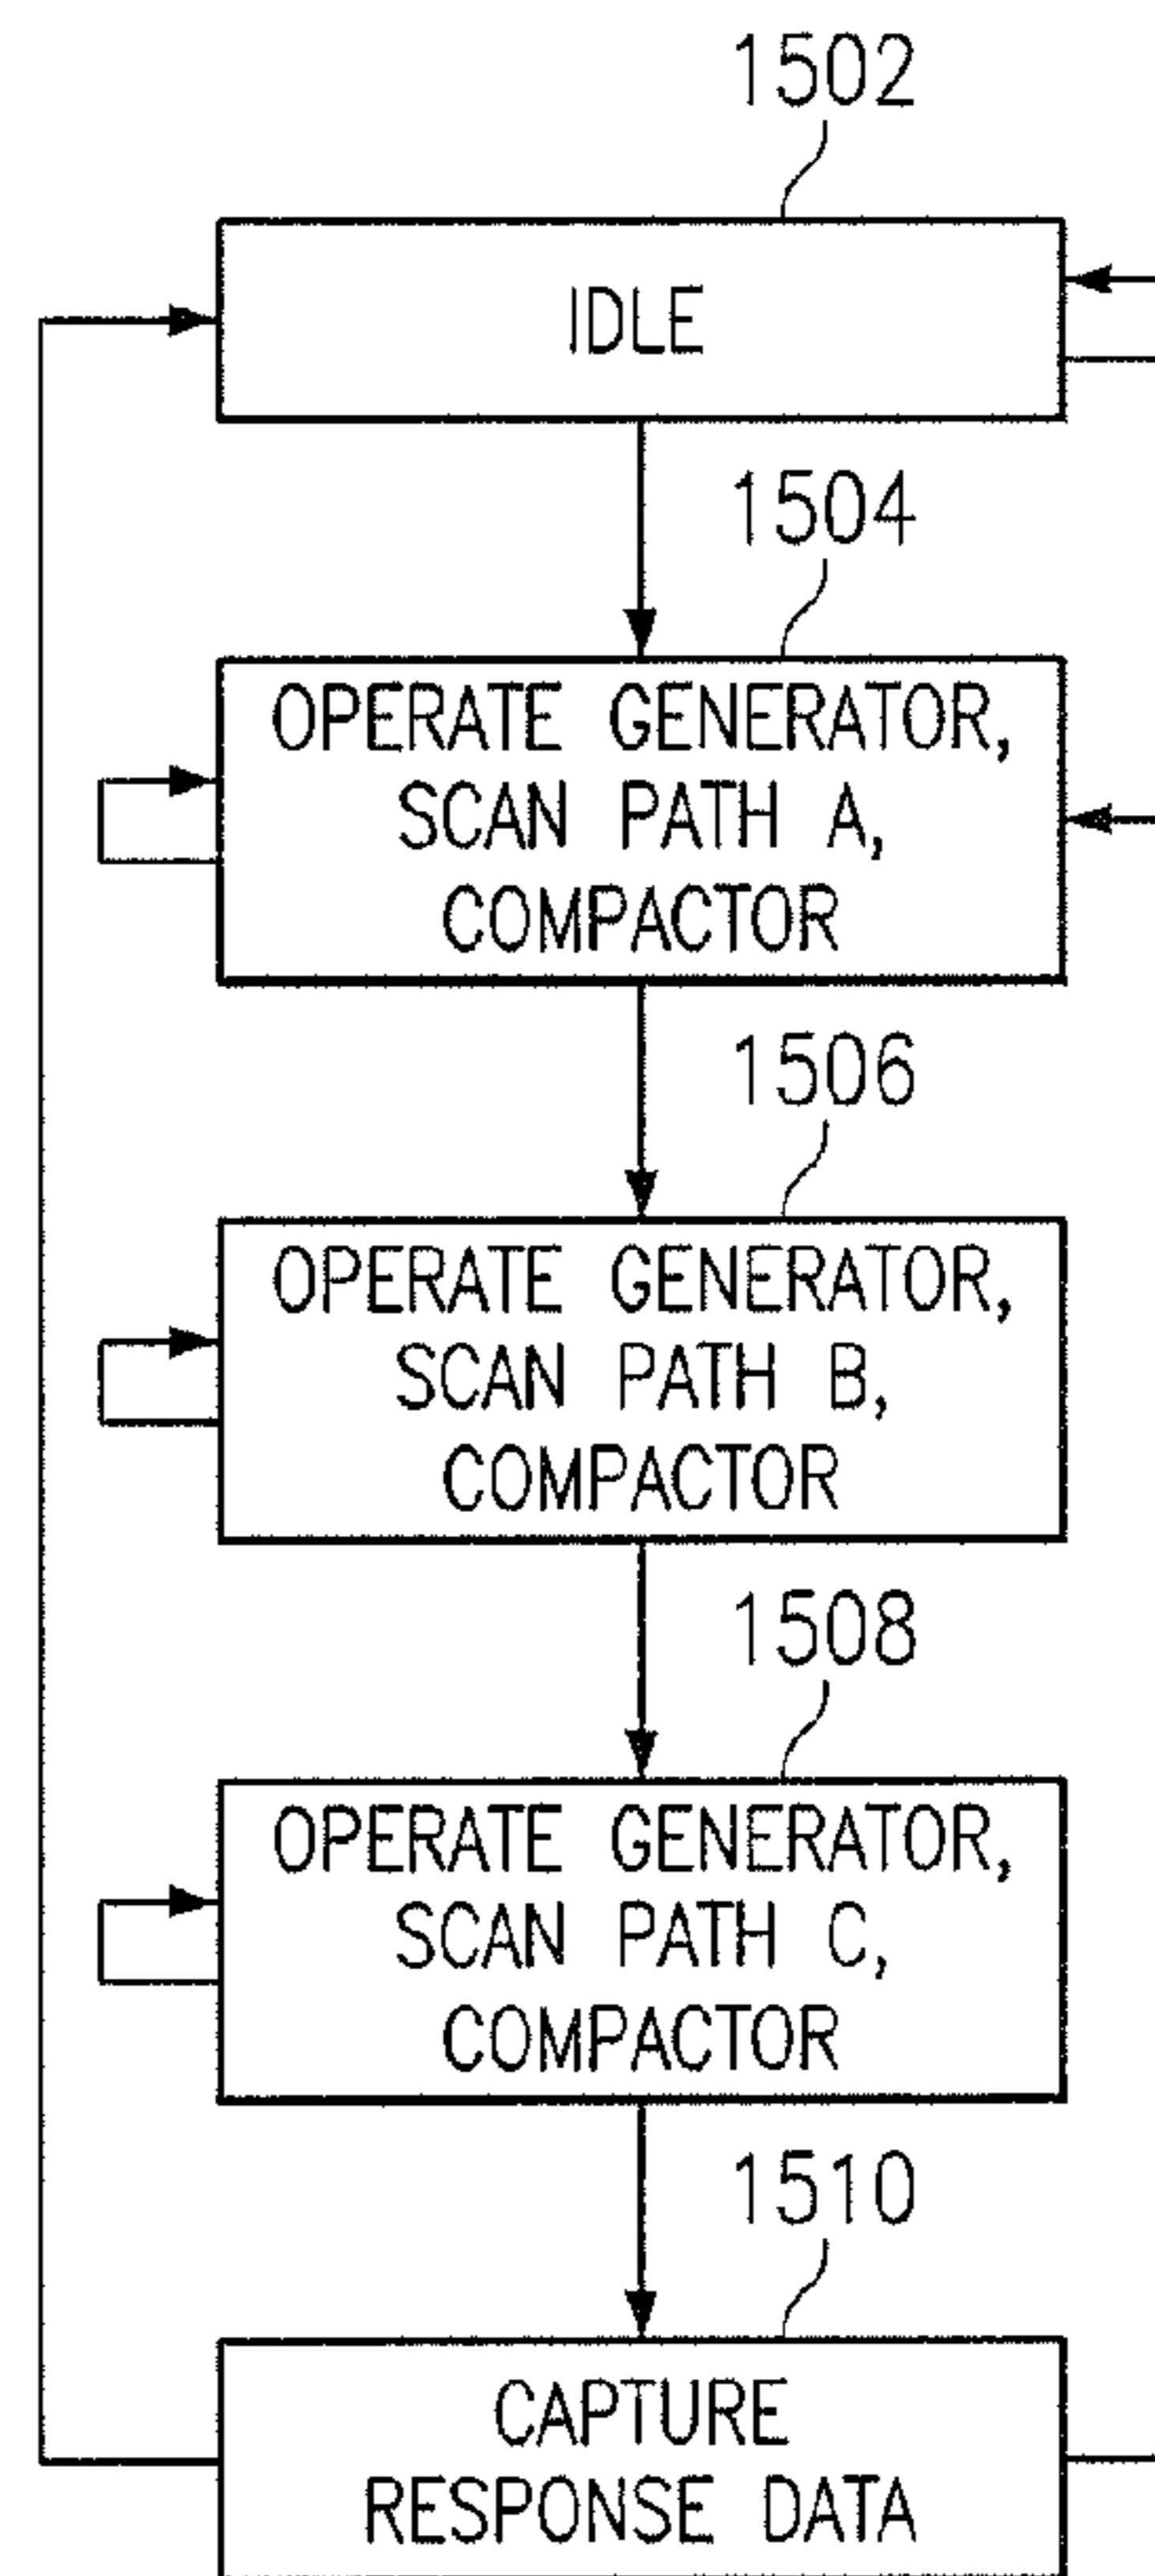 1502
IDLE
1504
OPERATE GENERATOR,
SCAN PATH A,
COMPACTOR
1506
OPERATE GENERATOR,
SCAN PATH B,
COMPACTOR
1508
OPERATE GENERATOR,
SCAN PATH C,
COMPACTOR
1510
CAPTURE
RESPONSE DATA